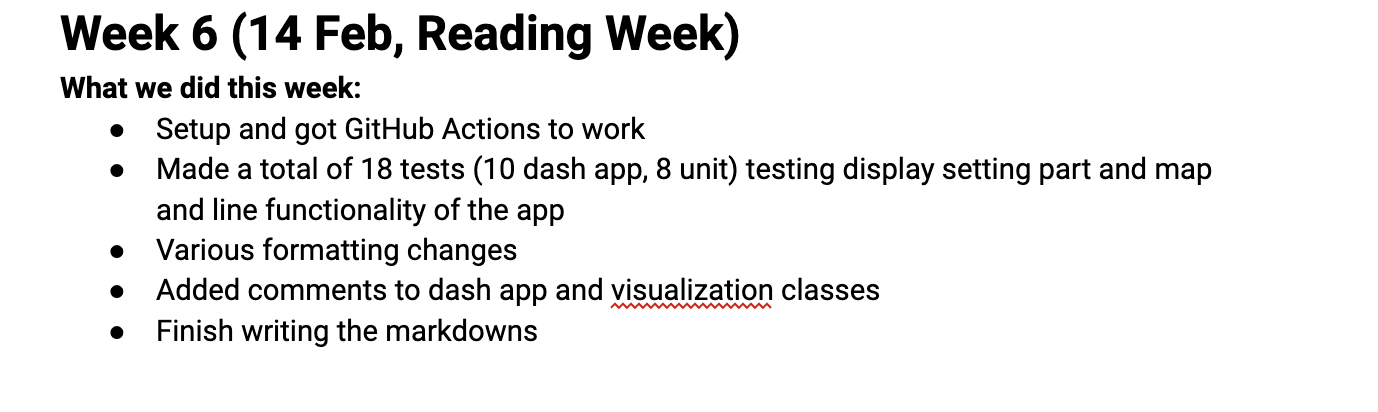 Week 6 (14 Feb, Reading Week)
What we did this week:
● Setup and got GitHub Actions to work
● Made a total of 18 tests (10 dash app, 8 unit) testing display setting part and map
and line functionality of the app
● Various formatting changes
● Added comments to dash app and visualization classes
● Finish writing the markdowns